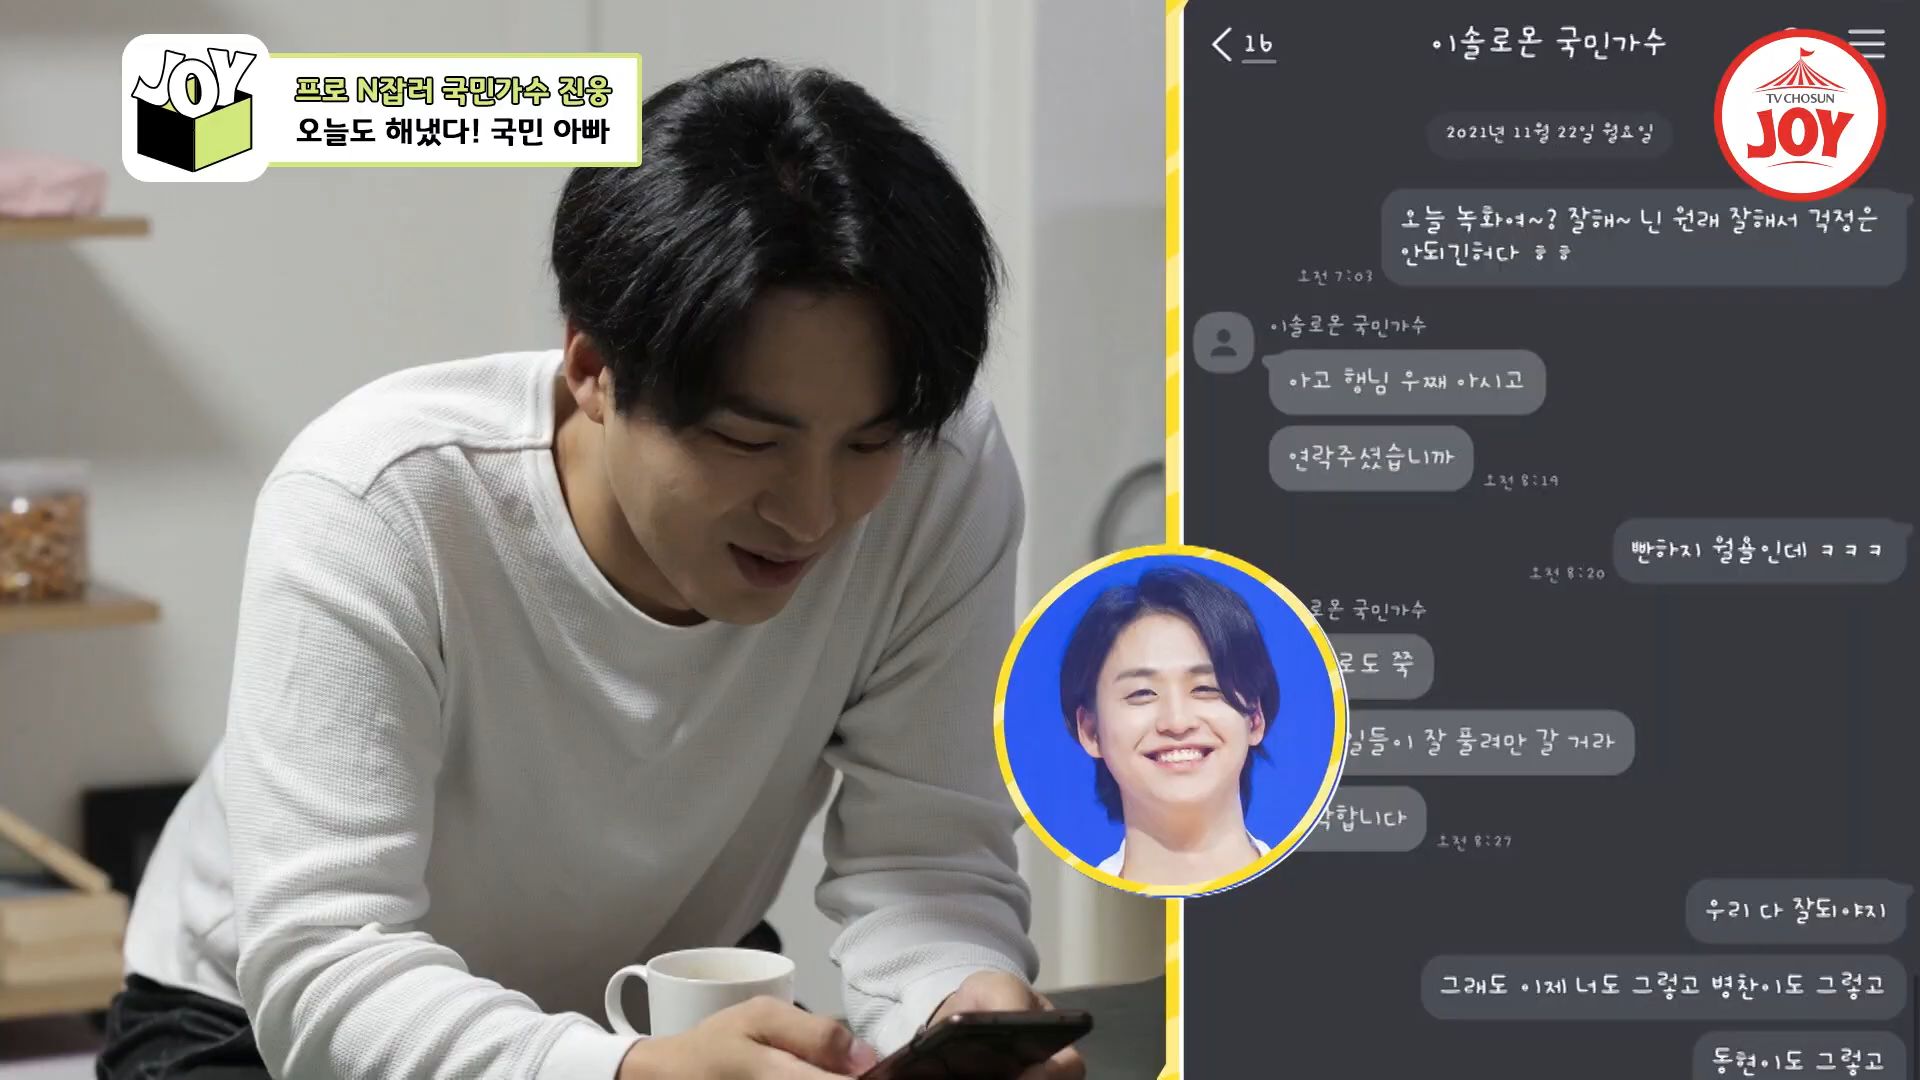 JOY
프로 N잡러 국민가수 진웅
오늘도 해냈다! 국민 아빠
16
이솔로몬 국민가수
TV CHOSUN
JOY
2021년 11월 22일 월요일
오늘 녹화여~? 잘해~ 닌 원래 잘해서 걱정은
안되긴허다 ㅎㅎ
오전 7:03
이솔로몬 국민가수
아고 행님 우째 아시고
연락주셨습니까
오전 8:19
빤하지 월욜인데 ㅋㅋㅋ
오전 8:20
로몬 국민가수
로도 쭉
일들이 잘 풀려만 갈 거라
각합니다
오전 8:27
우리 다 잘되야지
그래도 이제 너도 그렇고 병찬이도 그렇고
동현이도 그렇고